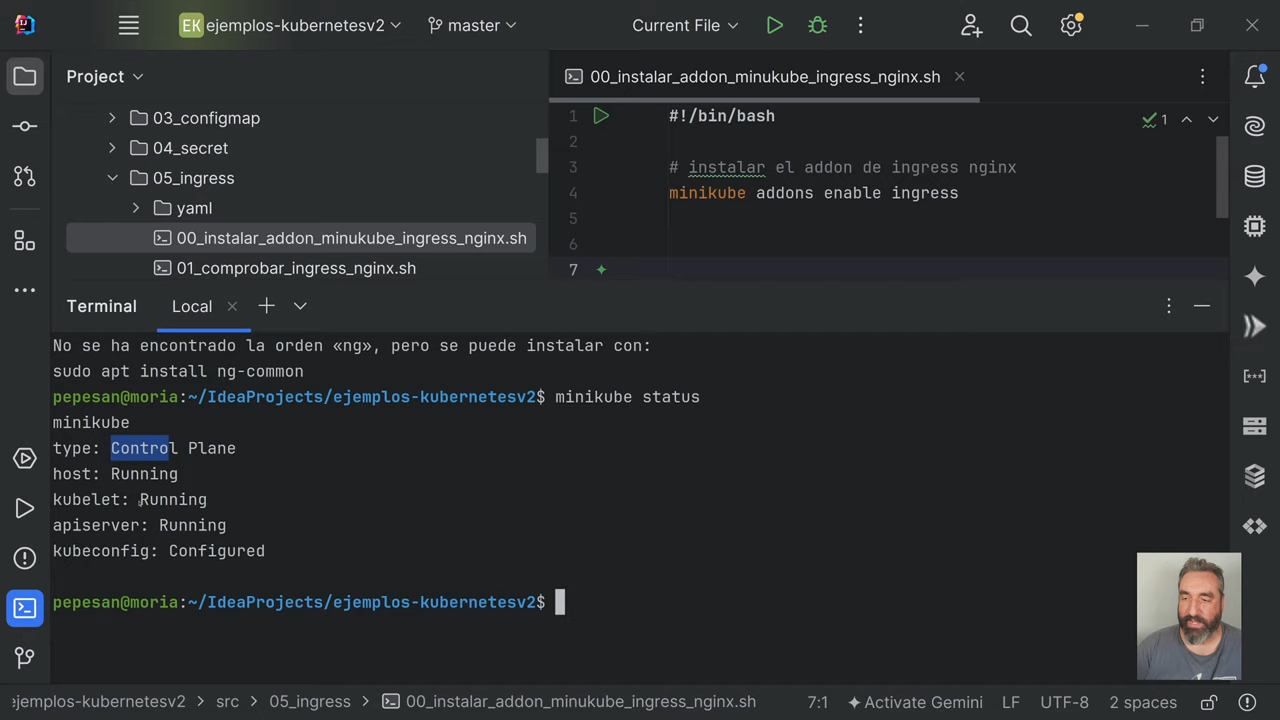 EK ejemplos-kubernetesv2 master Current File
Project
00_instalar_addon_minukube_ingress_nginx.sh
03_configmap
04_secret
05_ingress
yaml
00_instalar_addon_minukube_ingress_nginx.sh
01_comprobar_ingress_nginx.sh
1 #!/bin/bash
2
3 # instalar el addon de ingress nginx
4 minikube addons enable ingress
5
6
7
1
Terminal Local
No se ha encontrado la orden «ng», pero se puede instalar con:
sudo apt install ng-common
pepesan@moria:~/IdeaProjects/ejemplos-kubernetesv2$ minikube status
minikube
type: Control Plane
host: Running
kubelet: Running
apiserver: Running
kubeconfig: Configured
pepesan@moria:~/IdeaProjects/ejemplos-kubernetesv2$
ejemplos-kubernetesv2 > src > 05_ingress > 00_instalar_addon_minukube_ingress_nginx.sh 7:1 Activate Gemini LF UTF-8 2 spaces